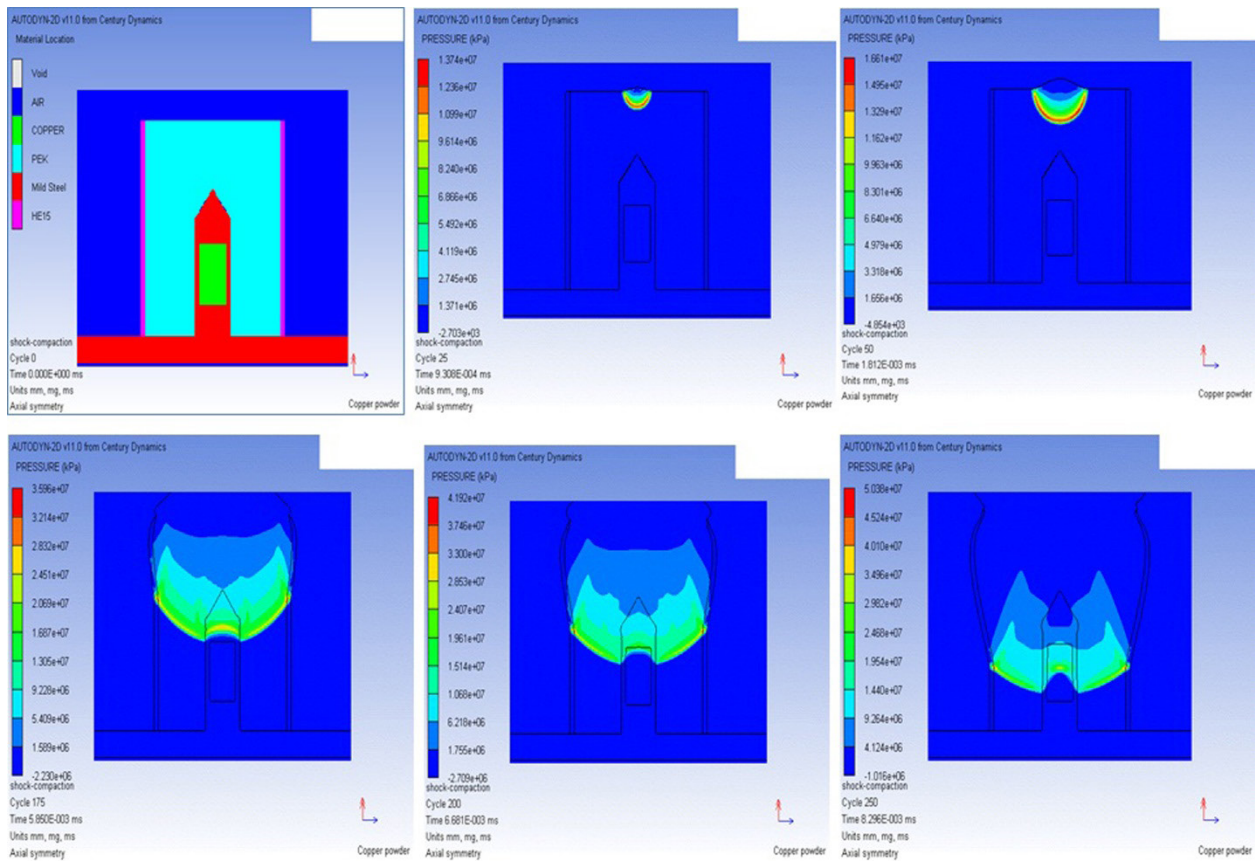 AUTODYN-2D v11.0 from Century Dynamics
Material Location
Void
AIR
COPPER
PEK
Mild Steel
HE15
shock-compaction
Cycle 0
Time 0.000E+000 ms
Units mm, mg, ms
Axial symmetry
Copper powder
AUTODYN-2D v11.0 from Century Dynamics
PRESSURE (kPa)
1.374e+07
1.236e+07
1.099e+07
9.614e+06
8.240e+06
6.866e+06
5.492e+06
4.119e+06
2.745e+06
1.371e+06
-2.703e+03
shock-compaction
Cycle 25
Time 9.308E-004 ms
Units mm, mg, ms
Axial symmetry
Copper powder
AUTODYN-2D v11.0 from Century Dynamics
PRESSURE (kPa)
1.661e+07
1.495e+07
1.329e+07
1.162e+07
9.963e+06
8.301e+06
6.640e+06
4.979e+06
3.318e+06
1.656e+06
-4.854e+03
shock-compaction
Cycle 50
Time 1.812E-003 ms
Units mm, mg, ms
Axial symmetry
Copper powder
AUTODYN-2D v11.0 from Century Dynamics
PRESSURE (kPa)
3.596e+07
3.214e+07
2.832e+07
2.451e+07
2.069e+07
1.687e+07
1.305e+07
9.228e+06
5.409e+06
1.589e+06
-2.230e+06
shock-compaction
Cycle 175
Time 5.850E-003 ms
Units mm, mg, ms
Axial symmetry
Copper powder
AUTODYN-2D v11.0 from Century Dynamics
PRESSURE (kPa)
4.192e+07
3.746e+07
3.300e+07
2.853e+07
2.407e+07
1.961e+07
1.514e+07
1.068e+07
6.218e+06
1.755e+06
-2.709e+06
shock-compaction
Cycle 200
Time 6.681E-003 ms
Units mm, mg, ms
Axial symmetry
Copper powder
AUTODYN-2D v11.0 from Century Dynamics
PRESSURE (kPa)
5.038e+07
4.524e+07
4.010e+07
3.496e+07
2.982e+07
2.468e+07
1.954e+07
1.440e+07
9.264e+06
4.124e+06
-1.016e+06
shock-compaction
Cycle 250
Time 8.296E-003 ms
Units mm, mg, ms
Axial symmetry
Copper powder